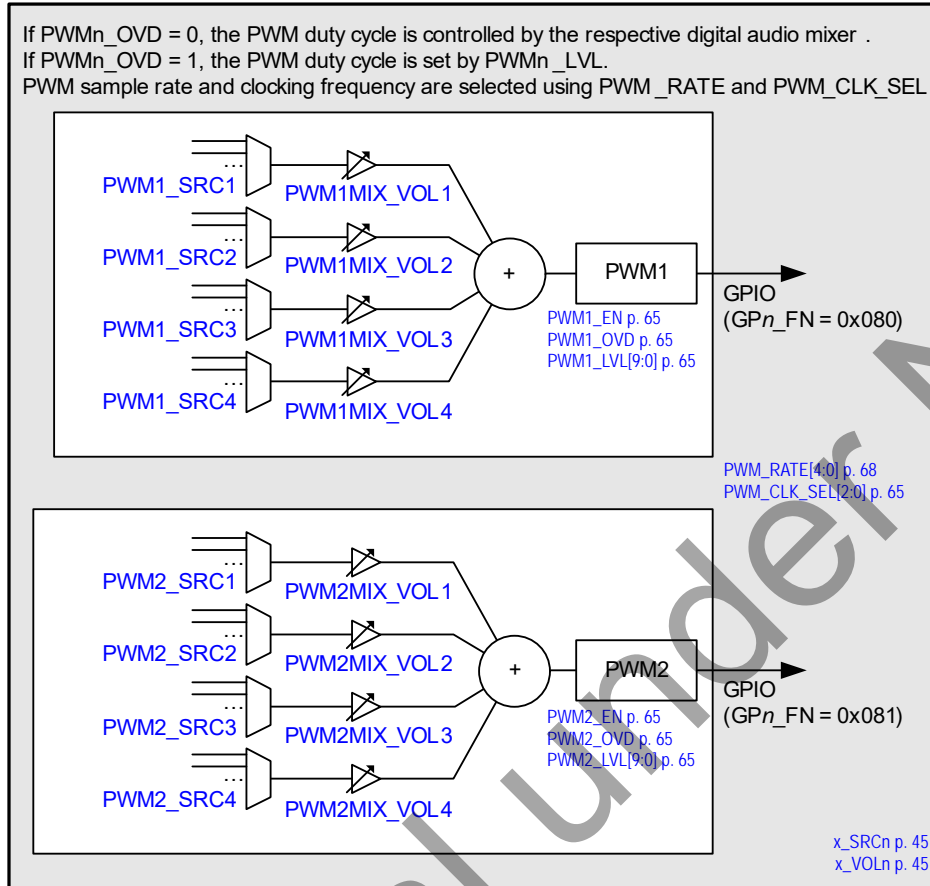 If PWMn_OVD = 0, the PWM duty cycle is controlled by the respective digital audio mixer .
If PWMn_OVD = 1, the PWM duty cycle is set by PWMn _LVL.
PWM sample rate and clocking frequency are selected using PWM _RATE and PWM_CLK_SEL
...
PWM1_SRC1
PWM1MIX_VOL1
...
PWM1_SRC2
PWM1MIX_VOL2
...
PWM1_SRC3
PWM1MIX_VOL3
...
PWM1_SRC4
PWM1MIX_VOL4
+
PWM1
PWM1_EN p. 65
PWM1_OVD p. 65
PWM1_LVL[9:0] p. 65
GPIO
(GPn_FN = 0x080)
PWM_RATE[4:0] p. 68
PWM_CLK_SEL[2:0] p. 65
...
PWM2_SRC1
PWM2MIX_VOL1
...
PWM2_SRC2
PWM2MIX_VOL2
...
PWM2_SRC3
PWM2MIX_VOL3
...
PWM2_SRC4
PWM2MIX_VOL4
+
PWM2
PWM2_EN p. 65
PWM2_OVD p. 65
PWM2_LVL[9:0] p. 65
GPIO
(GPn_FN = 0x081)
x_SRCn p. 45
x_VOLn p. 45
under